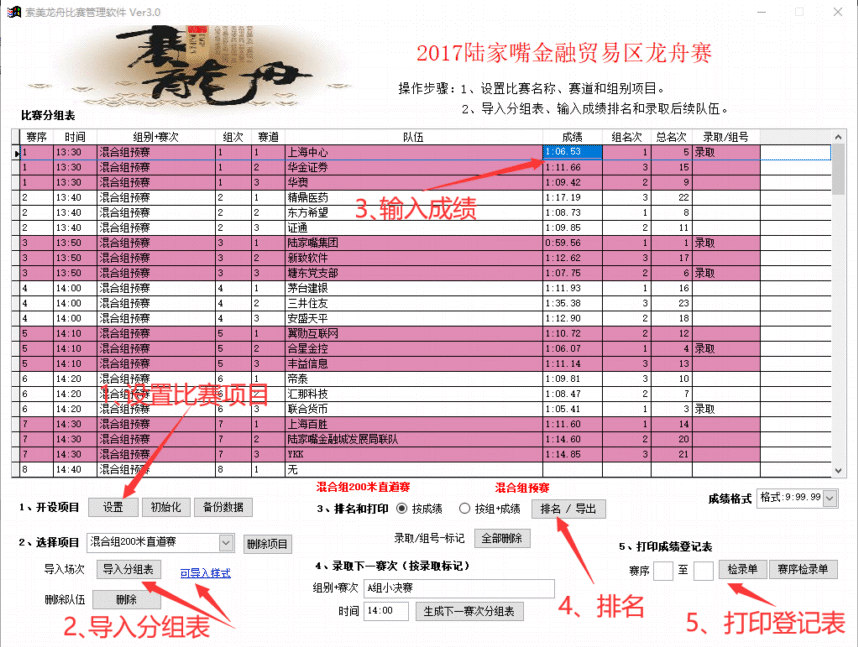 索美龙舟比赛管理软件 Ver3.0
赛龙舟
2017陆家嘴金融贸易区龙舟赛
操作步骤：1、设置比赛名称、赛道和组别项目。
2、导入分组表、输入成绩排名和录取后续队伍。
比赛分组表
赛序 时间 组别+赛次 组次 赛道 队伍 成绩 组名次 总名次 录取/组号
1 13:30 混合组预赛 1 1 上海中心 1:06.53 1 5 录取
1 13:30 混合组预赛 1 2 华金证券 1:11.66 3 15
1 13:30 混合组预赛 1 3 华澳 1:09.42 2 9
2 13:40 混合组预赛 2 1 精鼎医药 1:17.19 3 22
2 13:40 混合组预赛 2 2 东方希望 1:08.73 1 8
2 13:40 混合组预赛 2 3 证通 1:09.85 2 11
3 13:50 混合组预赛 3 1 陆家嘴集团 0:59.56 1 1 录取
3 13:50 混合组预赛 3 2 新致软件 1:12.62 3 17
3 13:50 混合组预赛 3 3 塘东党支部 1:07.75 2 6 录取
4 14:00 混合组预赛 4 1 茅台建银 1:11.93 1 16
4 14:00 混合组预赛 4 2 三井住友 1:35.38 3 23
4 14:00 混合组预赛 4 3 安盛天平 1:12.90 2 18
5 14:10 混合组预赛 5 1 翼勋互联网 1:10.72 2 12
5 14:10 混合组预赛 5 2 合星金控 1:06.07 1 4 录取
5 14:10 混合组预赛 5 3 丰益信息 1:11.14 3 13
6 14:20 混合组预赛 6 1 帝泰 1:09.81 3 10
6 14:20 混合组预赛 6 2 汇那科技 1:08.47 2 7
6 14:20 混合组预赛 6 3 联合货币 1:05.41 1 3 录取
7 14:30 混合组预赛 7 1 上海百胜 1:11.60 1 14
7 14:30 混合组预赛 7 2 陆家嘴金融城发展局联队 1:14.60 2 20
7 14:30 混合组预赛 7 3 YKK 1:14.85 3 21
8 14:40 混合组预赛 8 1 无
3、输入成绩
1、设置比赛项目
混合组200米直道赛 混合组预赛
成绩格式 格式:9:99.99
1、开设项目 设置 初始化 备份数据
3、排名和打印 按成绩 按组+成绩 排名 / 导出
2、选择项目 混合组200米直道赛 删除项目
录取/组号-标记 全部删除
5、打印成绩登记表
导入场次 导入分组表 可导入样式
4、录取下一赛次（按录取标记）
赛序 至 检录单 赛序检录单
组别+赛次 A组小决赛
删除队伍 删除
时间 14:00 生成下一赛次分组表
2、导入分组表
4、排名
5、打印登记表